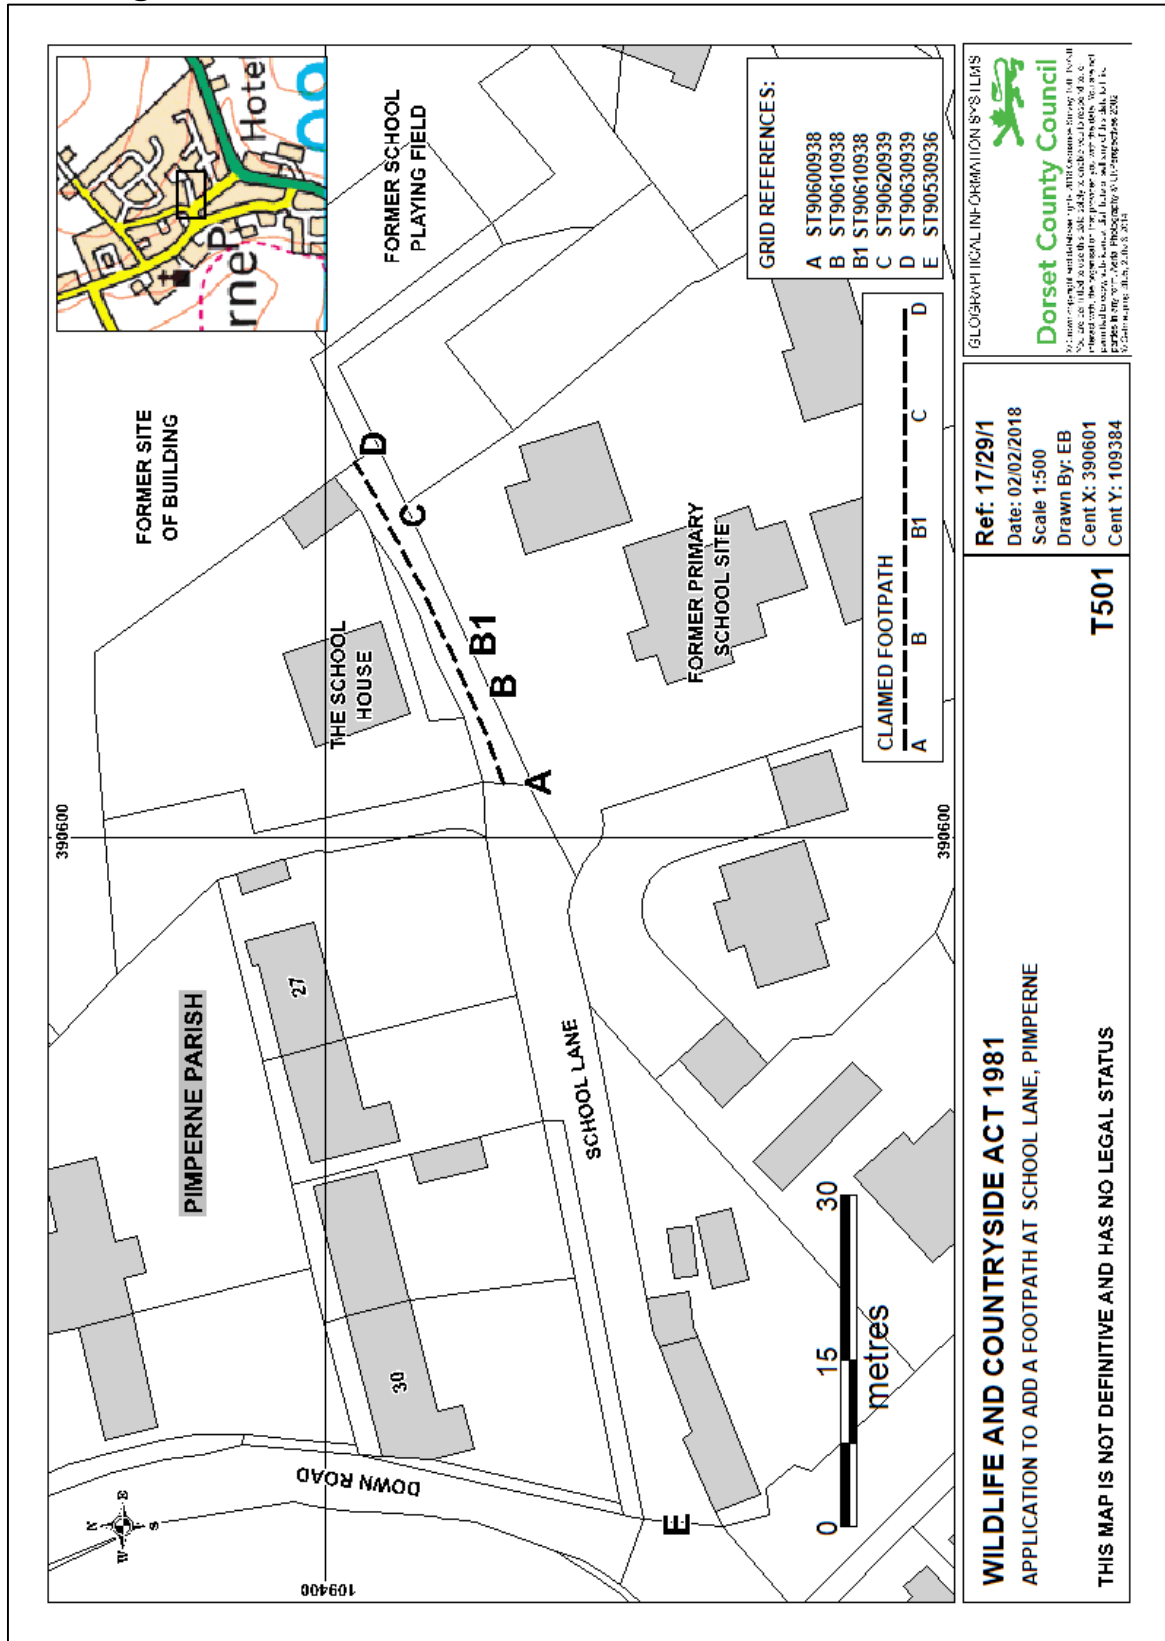 FORMER SITE
OF BUILDING
FORMER SCHOOL
PLAYING FIELD
Hotel
rne P
THE SCHOOL
HOUSE
FORMER PRIMARY
SCHOOL SITE
A
B
B1
C
D
E
PIMPERNE PARISH
27
30
SCHOOL LANE
DOWN ROAD
390600
390600
109400
N
E
S
W
0 15 30
metres
GRID REFERENCES:
A ST90600938
B ST90610938
B1 ST90610938
C ST90620939
D ST90630939
E ST90530936
CLAIMED FOOTPATH
A B B1 C D
WILDLIFE AND COUNTRYSIDE ACT 1981
APPLICATION TO ADD A FOOTPATH AT SCHOOL LANE, PIMPERNE
THIS MAP IS NOT DEFINITIVE AND HAS NO LEGAL STATUS
T501
Ref: 17/29/1
Date: 02/02/2018
Scale 1:500
Drawn By: EB
Cent X: 390601
Cent Y: 109384
GEOGRAPHICAL INFORMATION SYSTEMS
Dorset County Council